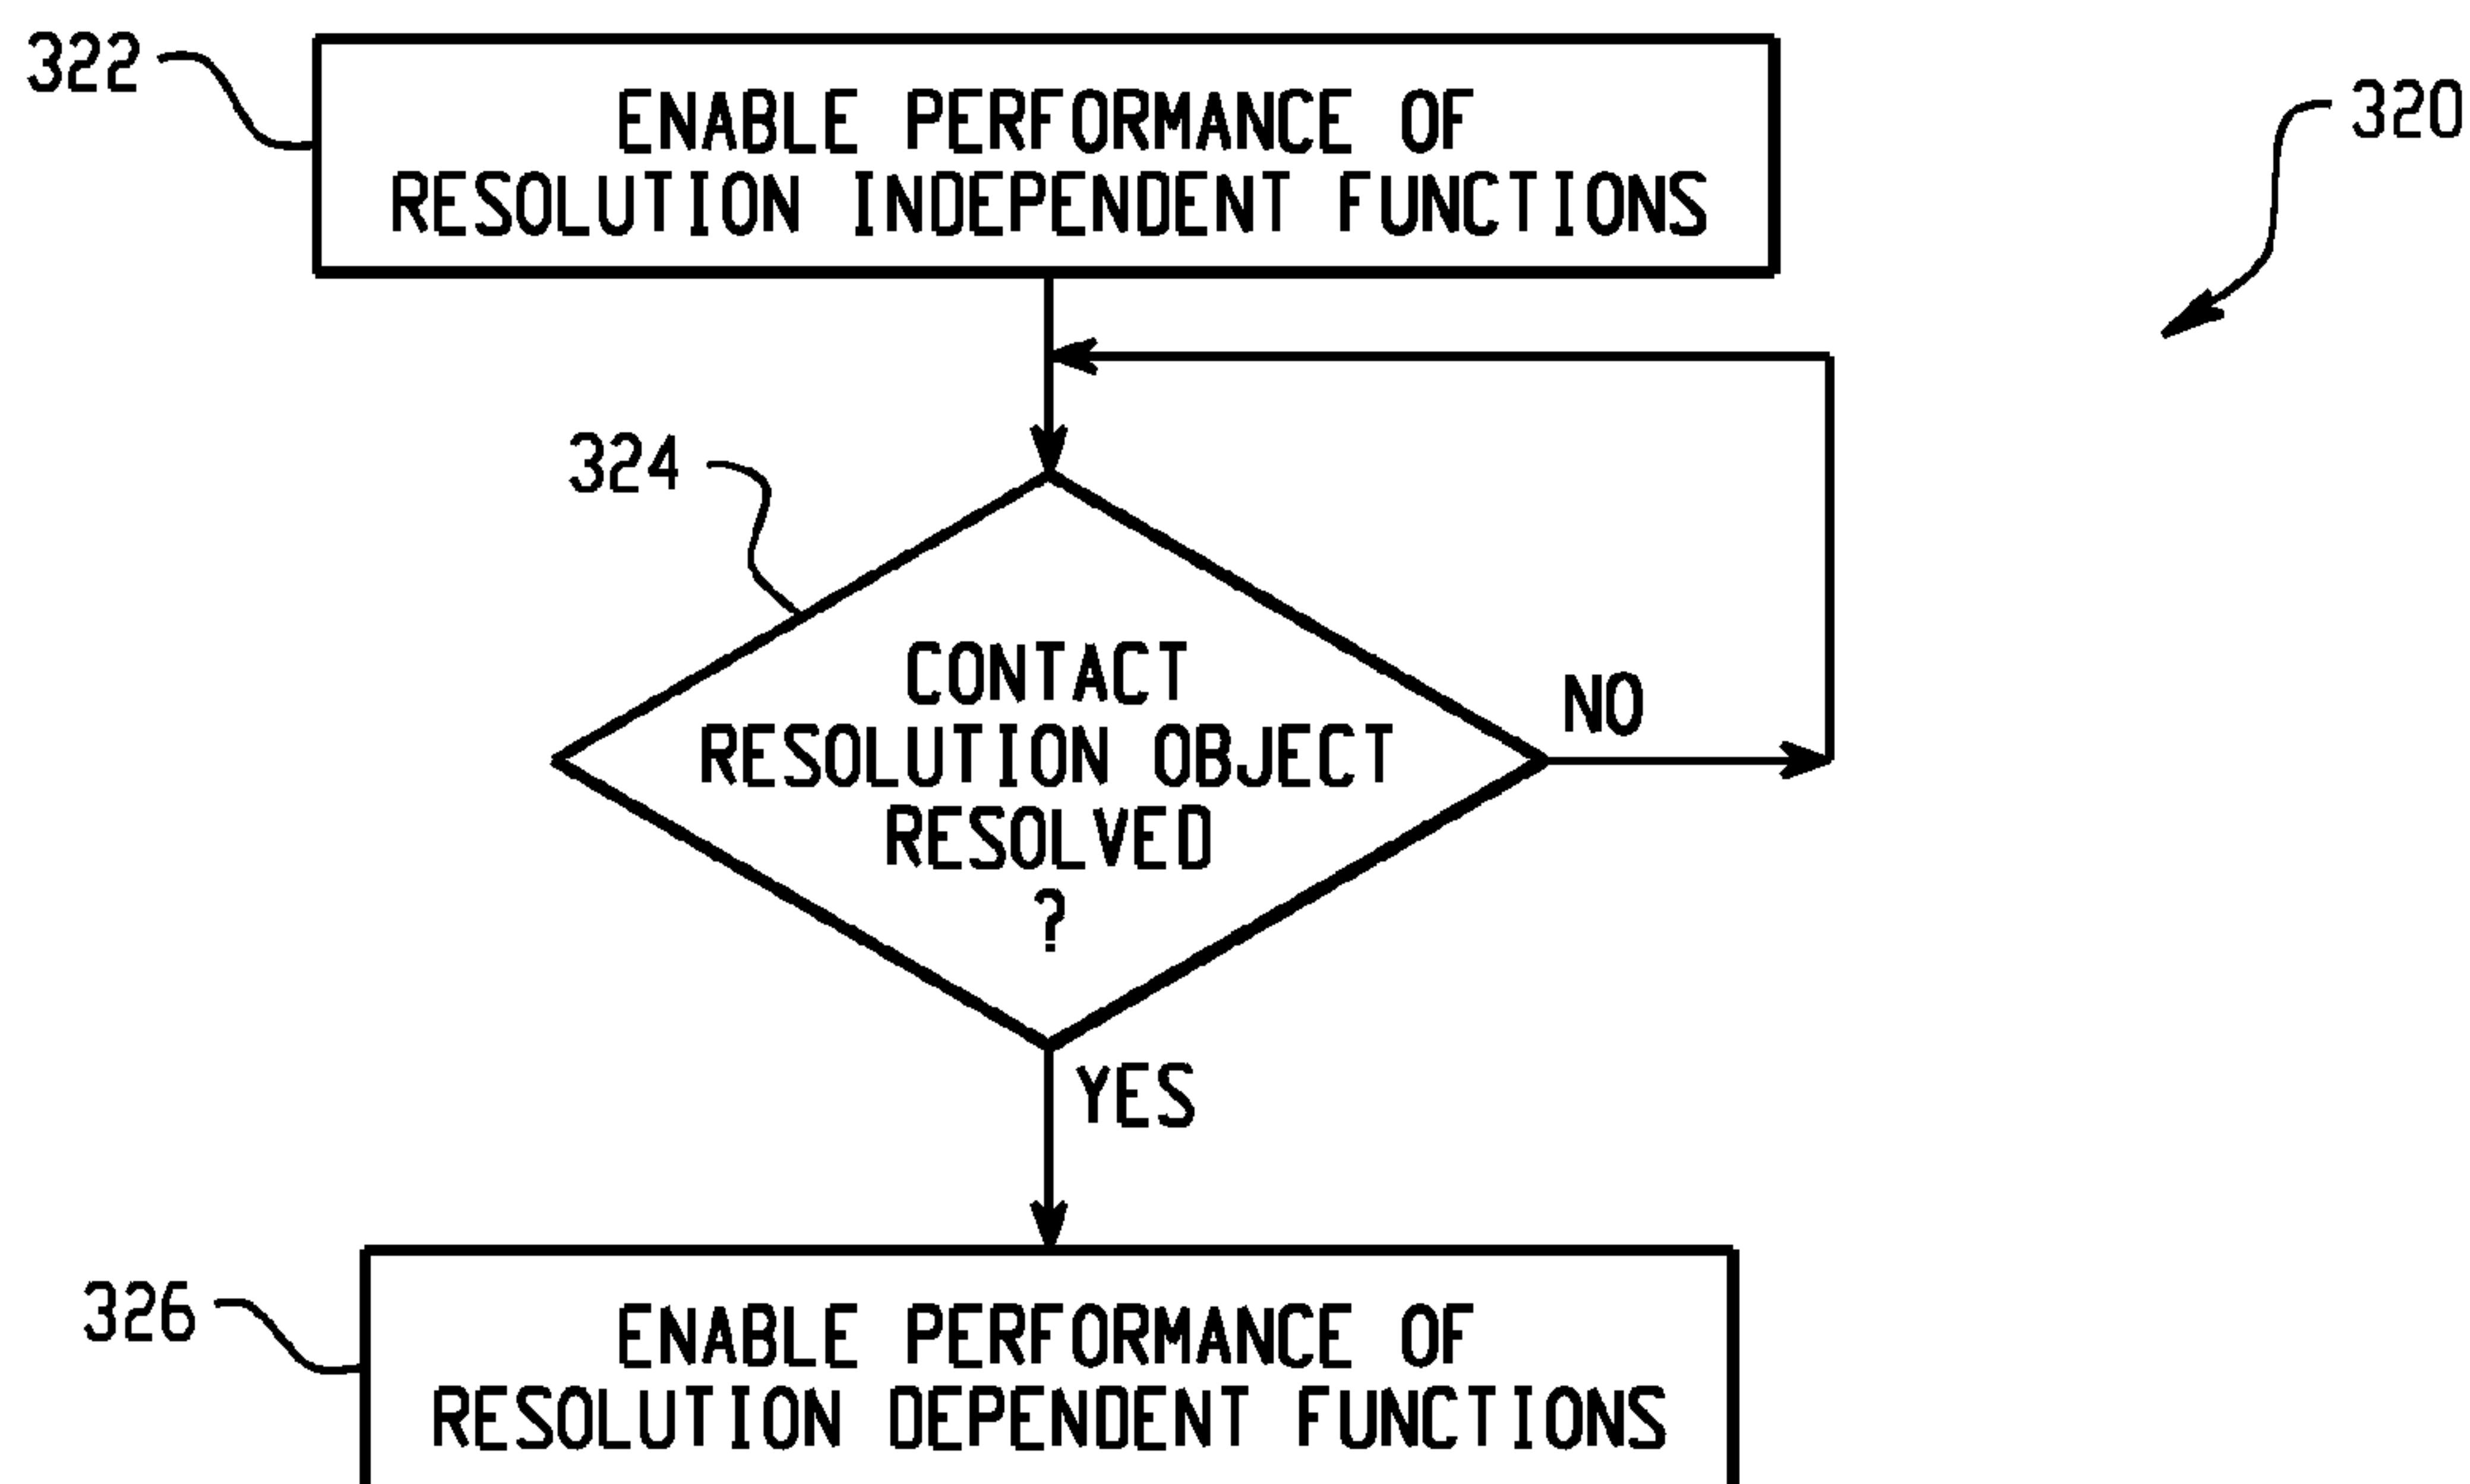 322
ENABLE PERFORMANCE OF
RESOLUTION INDEPENDENT FUNCTIONS
320
324
CONTACT
RESOLUTION OBJECT
RESOLVED
?
NO
YES
326
ENABLE PERFORMANCE OF
RESOLUTION DEPENDENT FUNCTIONS